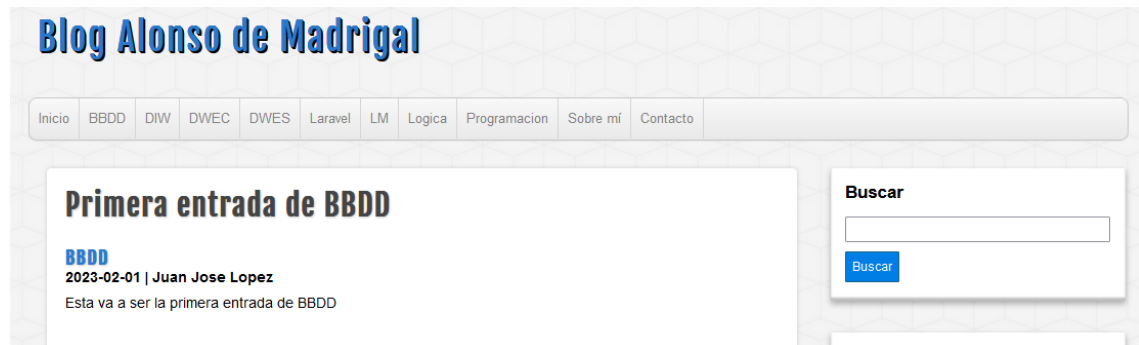 Blog Alonso de Madrigal
Inicio BBDD DIW DWEC DWES Laravel LM Logica Programacion Sobre mí Contacto
Primera entrada de BBDD
BBDD
2023-02-01 | Juan Jose Lopez
Esta va a ser la primera entrada de BBDD
Buscar
Buscar